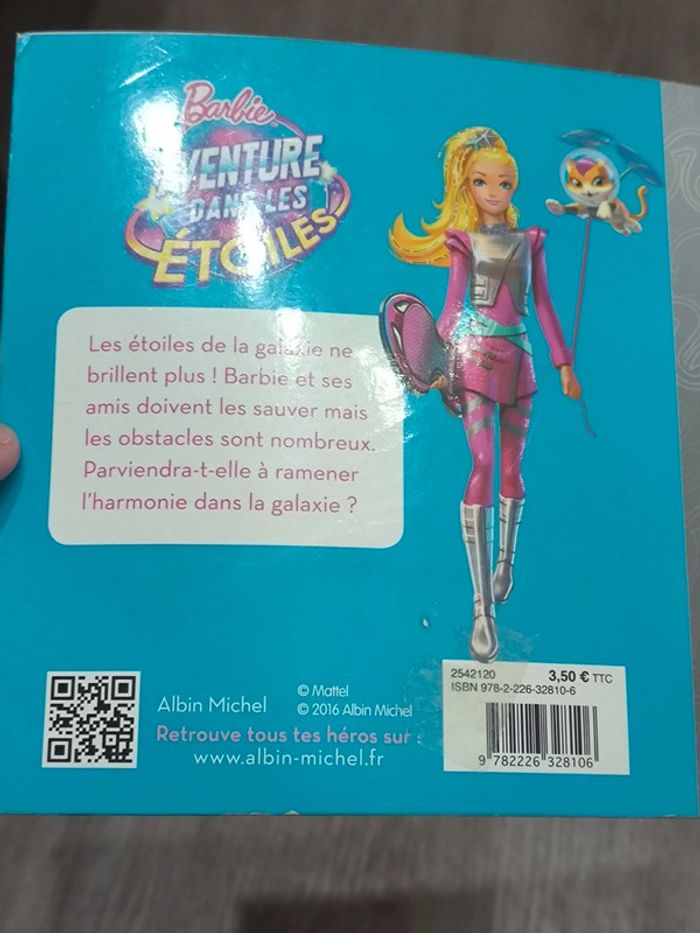 Barbie
AVENTURE
DANS LES
ÉTOILES
Les étoiles de la galaxie ne
brillent plus ! Barbie et ses
amis doivent les sauver mais
les obstacles sont nombreux.
Parviendra-t-elle à ramener
l'harmonie dans la galaxie ?
Albin Michel
© Mattel
© 2016 Albin Michel
Retrouve tous tes héros sur :
www.albin-michel.fr
2542120 3,50 € TTC
ISBN 978-2-226-32810-6
9 782226 328106